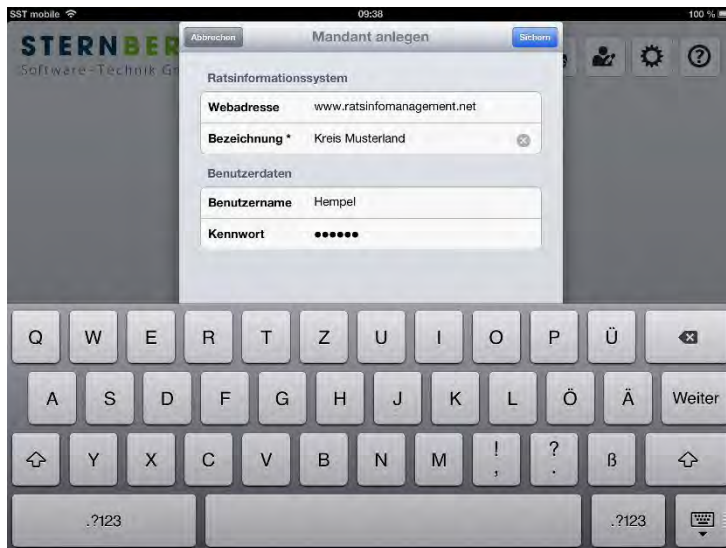 SST mobile 09:38 100 %
STERNBER
Software-Technik Gm
Abbrechen Mandant anlegen Sichern
Ratsinformationssystem
Webadresse www.ratsinfomanagement.net
Bezeichnung * Kreis Musterland
Benutzerdaten
Benutzername Hempel
Kennwort ●●●●●●
Q W E R T Z U I O P Ü
A S D F G H J K L Ö Ä Weiter
Y X C V B N M ! , ? . ß
.?123 .?123